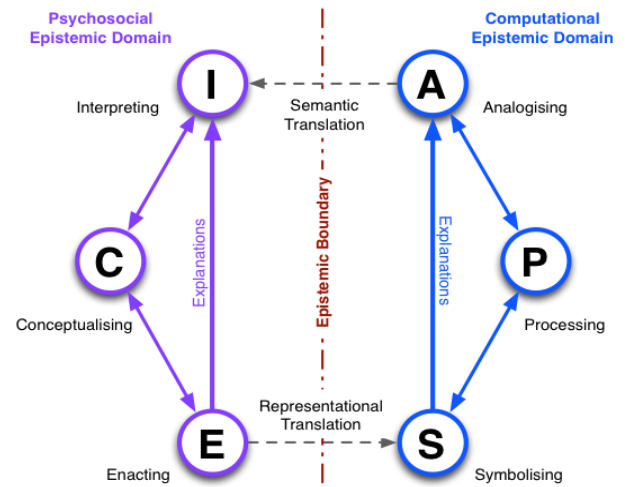 Psychosocial
Epistemic Domain
Computational
Epistemic Domain
I
A
Interpreting
Semantic
Translation
Analogising
Explanations
Epistemic Boundary
Explanations
C
P
Conceptualising
Processing
Representational
Translation
E
S
Enacting
Symbolising